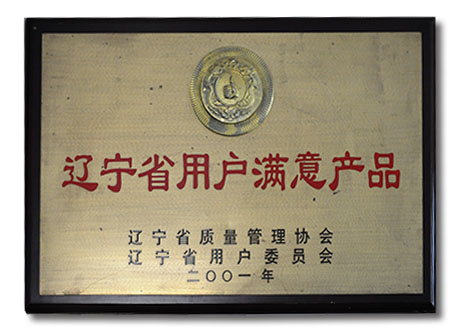 辽宁省用户满意产品
辽宁省质量管理协会
辽宁省用户委员会
二〇〇一年